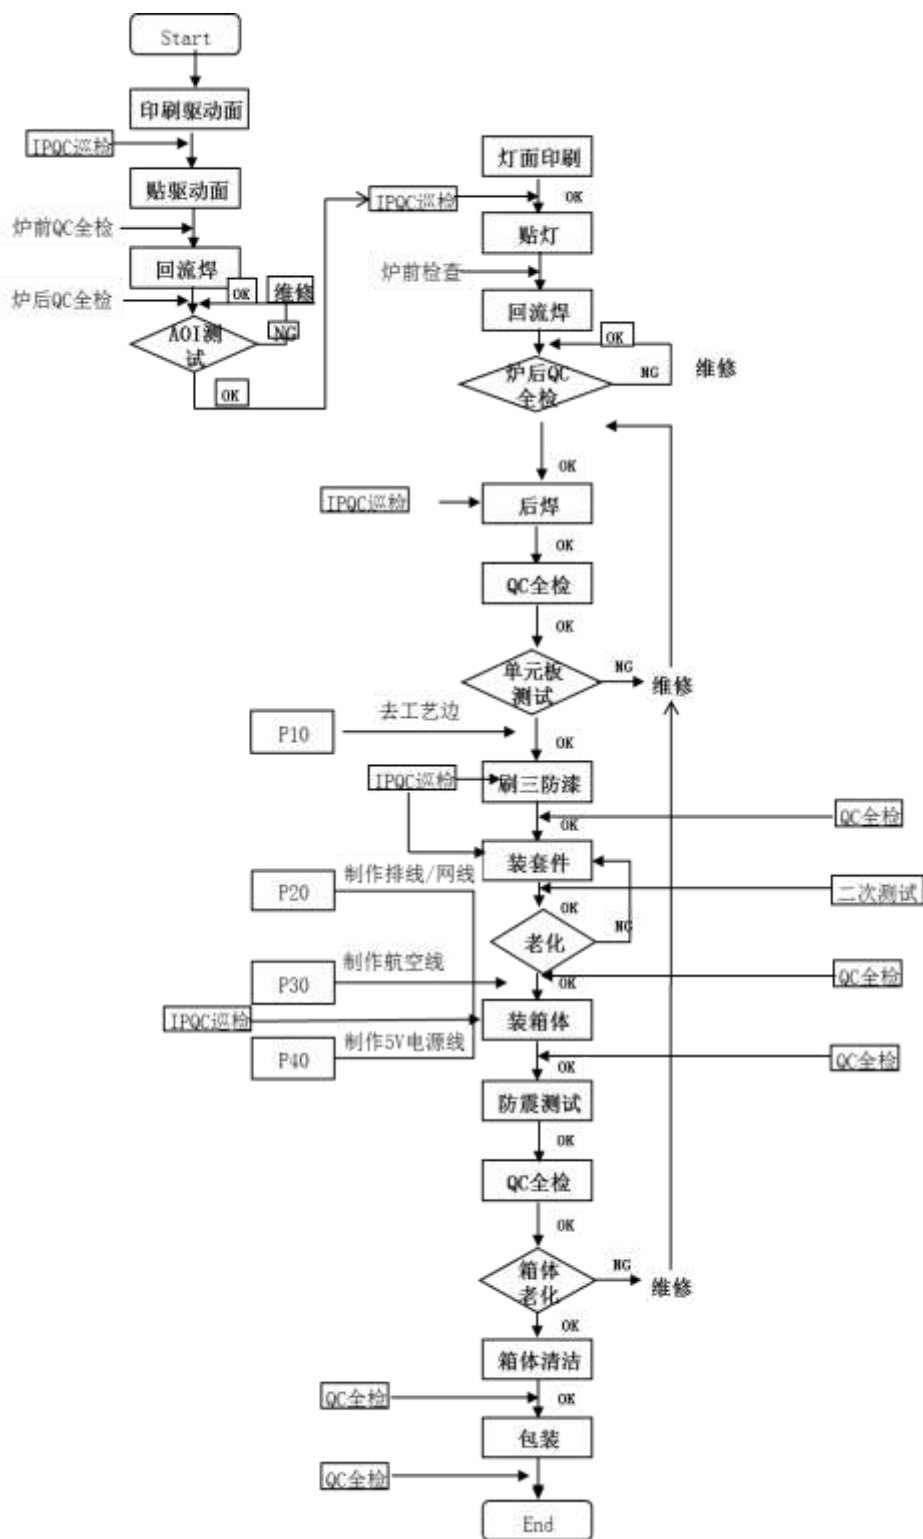 Start
印刷驱动面
IPQC巡检
贴驱动面
炉前QC全检
回流焊
OK
维修
炉后QC全检
AOI测
试
NG
OK
灯面印刷
IPQC巡检
OK
贴灯
炉前检查
回流焊
OK
炉后QC
全检
NG
维修
OK
IPQC巡检
后焊
OK
QC全检
OK
单元板
测试
NG
维修
P10
去工艺边
OK
IPQC巡检
刷三防漆
QC全检
OK
装套件
P20
制作排线/网线
二次测试
OK
老化
NG
P30
制作航空线
QC全检
OK
IPQC巡检
装箱体
P40
制作5V电源线
QC全检
OK
防震测试
OK
QC全检
OK
箱体
老化
NG
维修
OK
箱体清洁
QC全检
OK
包装
QC全检
End